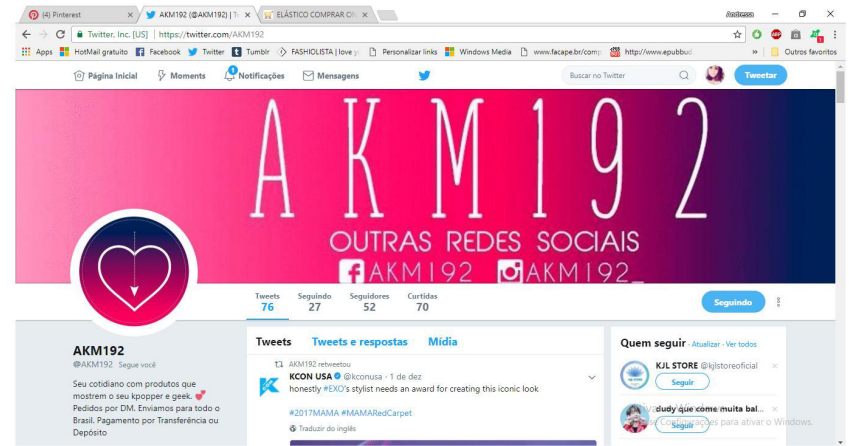 (4) Pinterest
AKM192 (@AKM192) | T
ELÁSTICO COMPRAR ON
Andressa
Twitter, Inc. [US] | https://twitter.com/AKM192
Apps
HotMail gratuito
Facebook
Twitter
Tumblr
FASHIOLISTA | love y
Personalizar links
Windows Media
www.facape.br/comp
http://www.epubbud.
»
Outros favoritos
Página Inicial
Moments
1
Notificações
Mensagens
Buscar no Twitter
Tweetar
AKM192
OUTRAS REDES SOCIAIS
AKM192
AKM192_
Tweets
Seguindo
Seguidores
Curtidas
76
27
52
70
Seguindo
AKM192
@AKM192 Segue você
Seu cotidiano com produtos que
mostrem o seu kpopper e geek. 💕
Pedidos por DM. Enviamos para todo o
Brasil. Pagamento por Transferência ou
Depósito
Tweets
Tweets e respostas
Mídia
AKM192 retweetou
KCON USA @kconusa · 1 de dez
honestly #EXO's stylist needs an award for creating this iconic look
#2017MAMA #MAMARedCarpet
Traduzir do inglês
Quem seguir · Atualizar · Ver todos
KJL STORE @kjlstoreoficial
Seguir
dudy que come muita bal...
Seguir
Configurações para ativar o Windows.